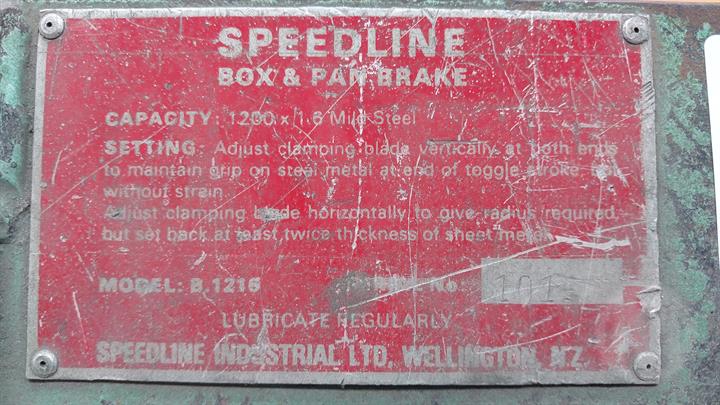 SPEEDLINE
BOX & PAN BRAKE
CAPACITY: 1200 x 1.6 Mild Steel
SETTING: Adjust clamping blade vertically at both ends
to maintain grip on steel metal at end of toggle stroke
without strain.
Adjust clamping blade horizontally to give radius required,
but set back at least twice thickness of sheet metal.
MODEL: B.1216 No.
LUBRICATE REGULARLY
SPEEDLINE INDUSTRIAL LTD. WELLINGTON, N.Z.